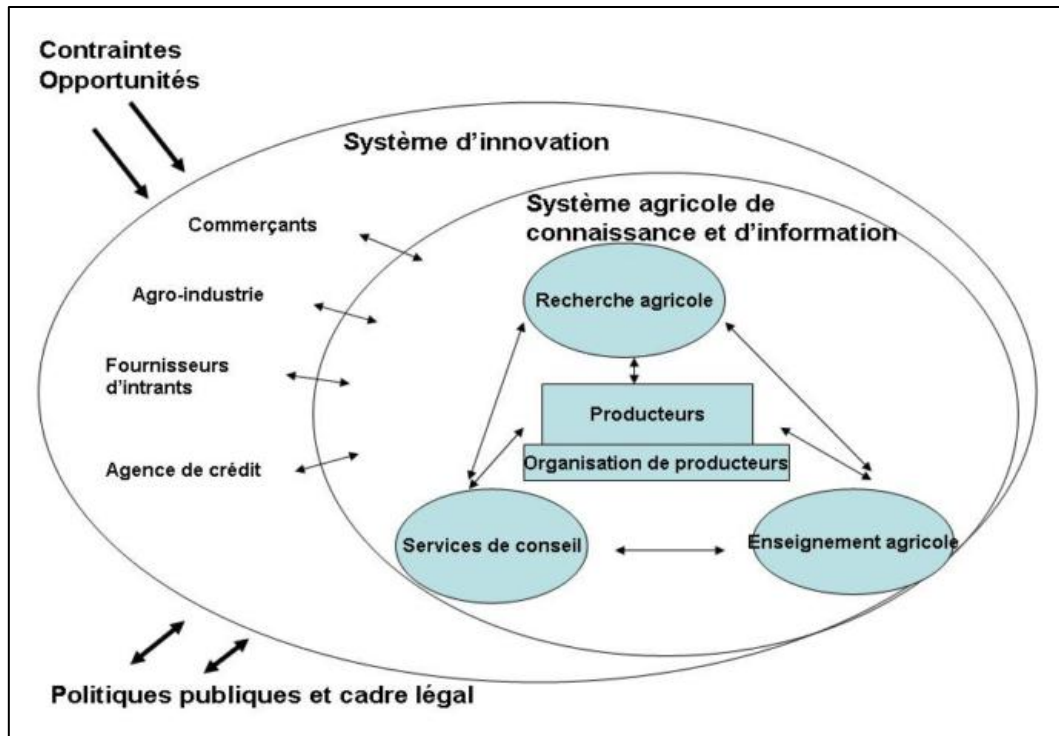 Contraintes
Opportunités
Système d'innovation
Système agricole de
connaissance et d'information
Commerçants
Agro-industrie
Fournisseurs
d'intrants
Agence de crédit
Recherche agricole
Producteurs
Organisation de producteurs
Services de conseil
Enseignement agricole
Politiques publiques et cadre légal